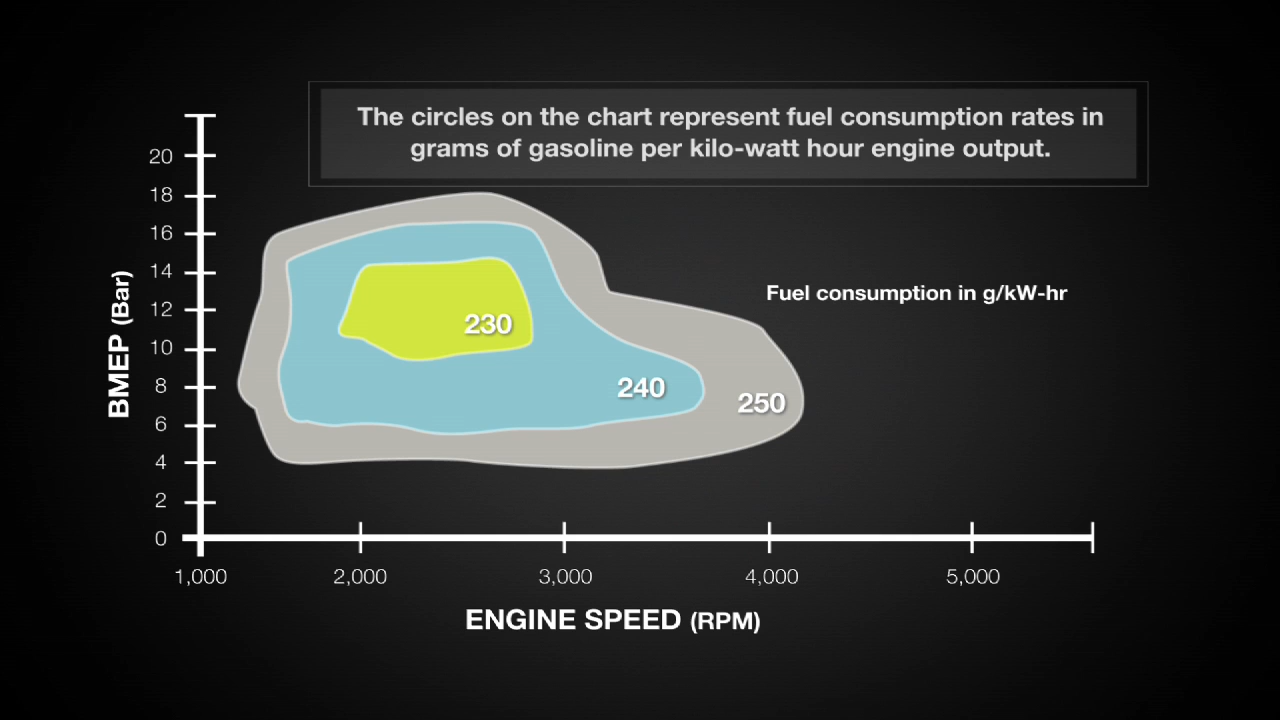 The circles on the chart represent fuel consumption rates in
grams of gasoline per kilo-watt hour engine output.
20
18
16
14
12
10
8
6
4
2
0
BMEP (Bar)
230
240
250
Fuel consumption in g/kW-hr
1,000 2,000 3,000 4,000 5,000
ENGINE SPEED (RPM)